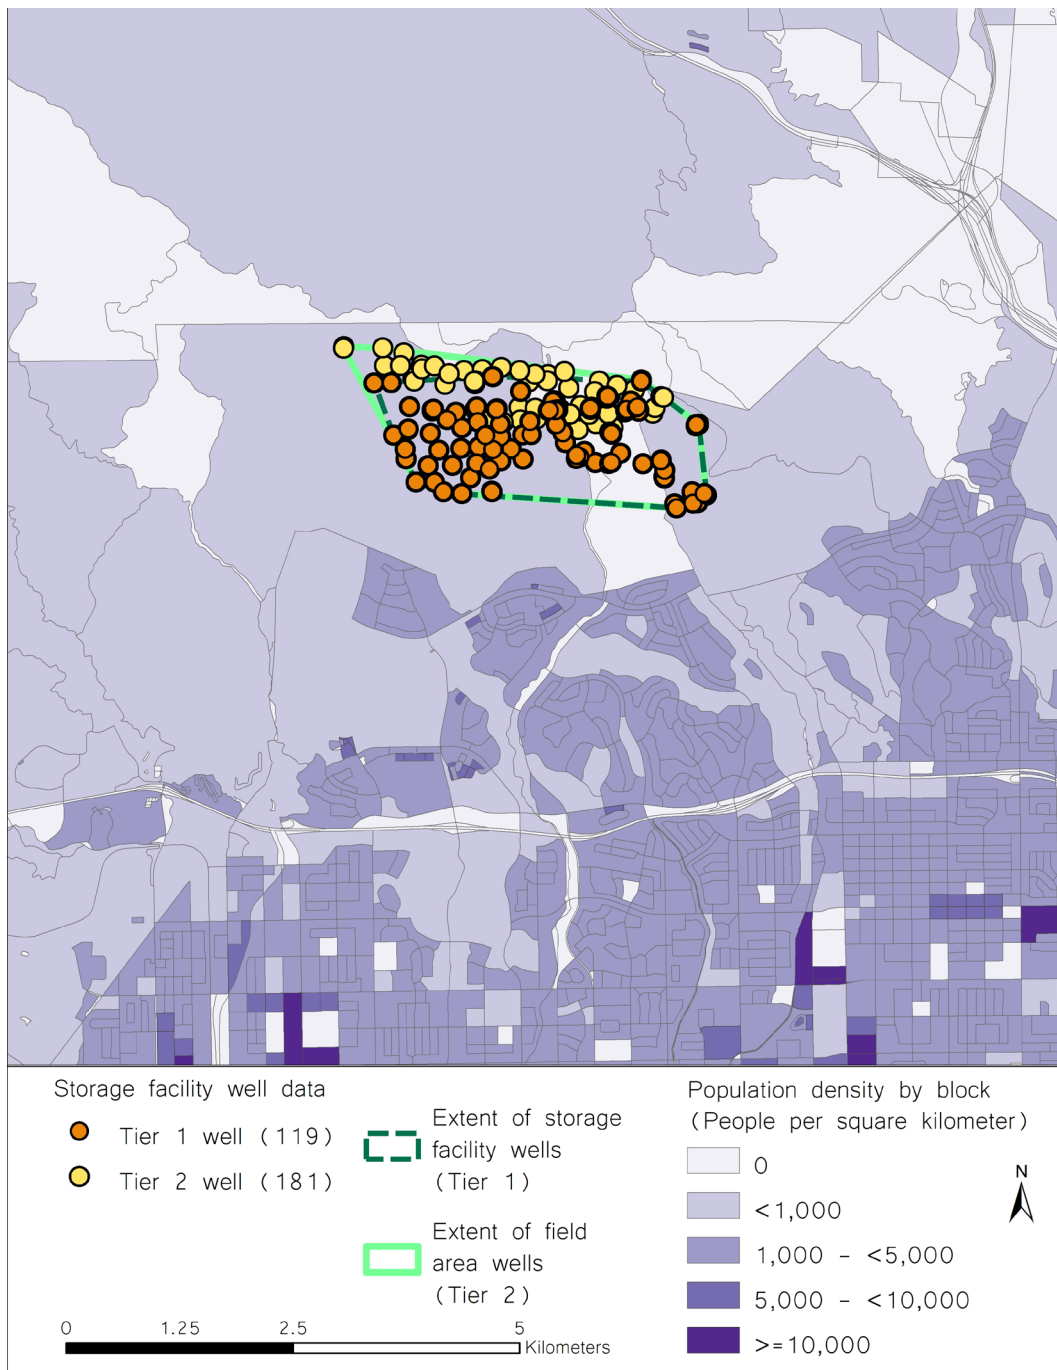 Storage facility well data
Tier 1 well (119)
Tier 2 well (181)
Extent of storage
facility wells
(Tier 1)
Extent of field
area wells
(Tier 2)
0 1.25 2.5 5
Kilometers
Population density by block
(People per square kilometer)
0
<1,000
1,000 - <5,000
5,000 - <10,000
>=10,000
N